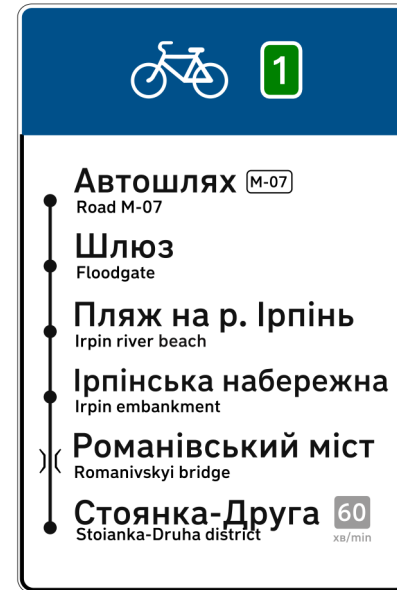 1
Автошлях М-07
Road M-07
Шлюз
Floodgate
Пляж на р. Ірпінь
Irpin river beach
Ірпінська набережна
Irpin embankment
Романівський міст
Romanivskyi bridge
Стоянка-Друга 60
Stoianka-Druha district хв/min